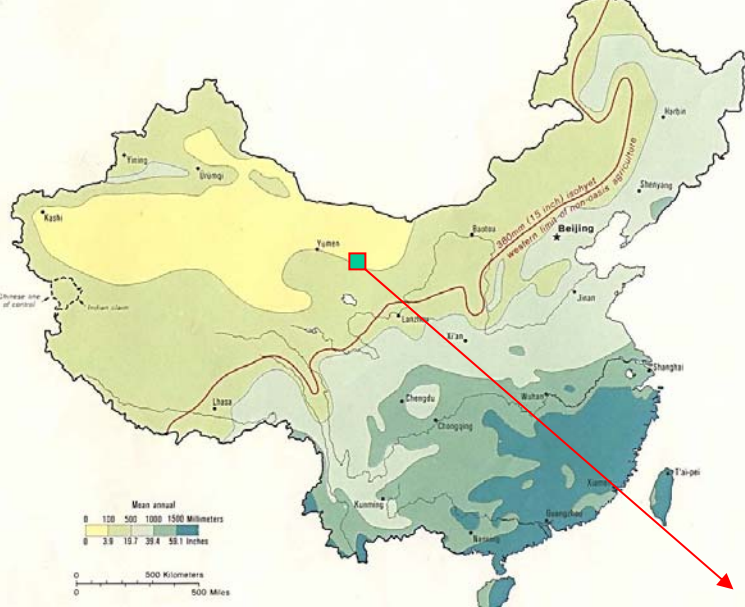 Harbin
Yining
Urumqi
Shenyang
Kashi
380mm (15 inch) isohyet
western limit of non-oasis agriculture
Baotou
Beijing
Yumen
Chinese line
of control
Indian claim
Jinan
Lanzhou
Xi'an
Shanghai
Lhasa
Chengdu
Wuhan
Chongqing
T'ai-pei
Xiamen
Kunming
Mean annual
0 100 500 1000 1500 Millimeters
0 3.9 19.7 39.4 59.1 Inches
Guangzhou
Nanning
0 500 Kilometers
0 500 Miles